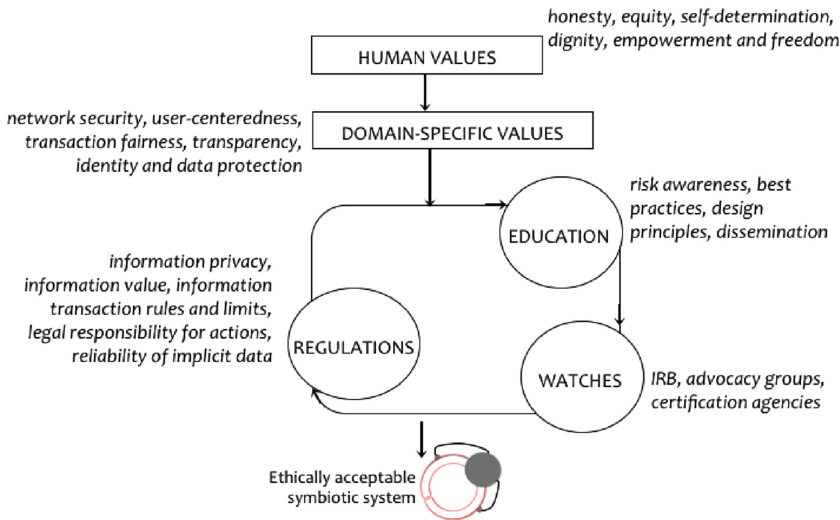 honesty, equity, self-determination,
dignity, empowerment and freedom
HUMAN VALUES
network security, user-centeredness,
transaction fairness, transparency,
identity and data protection
DOMAIN-SPECIFIC VALUES
EDUCATION
risk awareness, best
practices, design
principles, dissemination
information privacy,
information value, information
transaction rules and limits,
legal responsibility for actions,
reliability of implicit data
REGULATIONS
WATCHES
IRB, advocacy groups,
certification agencies
Ethically acceptable
symbiotic system